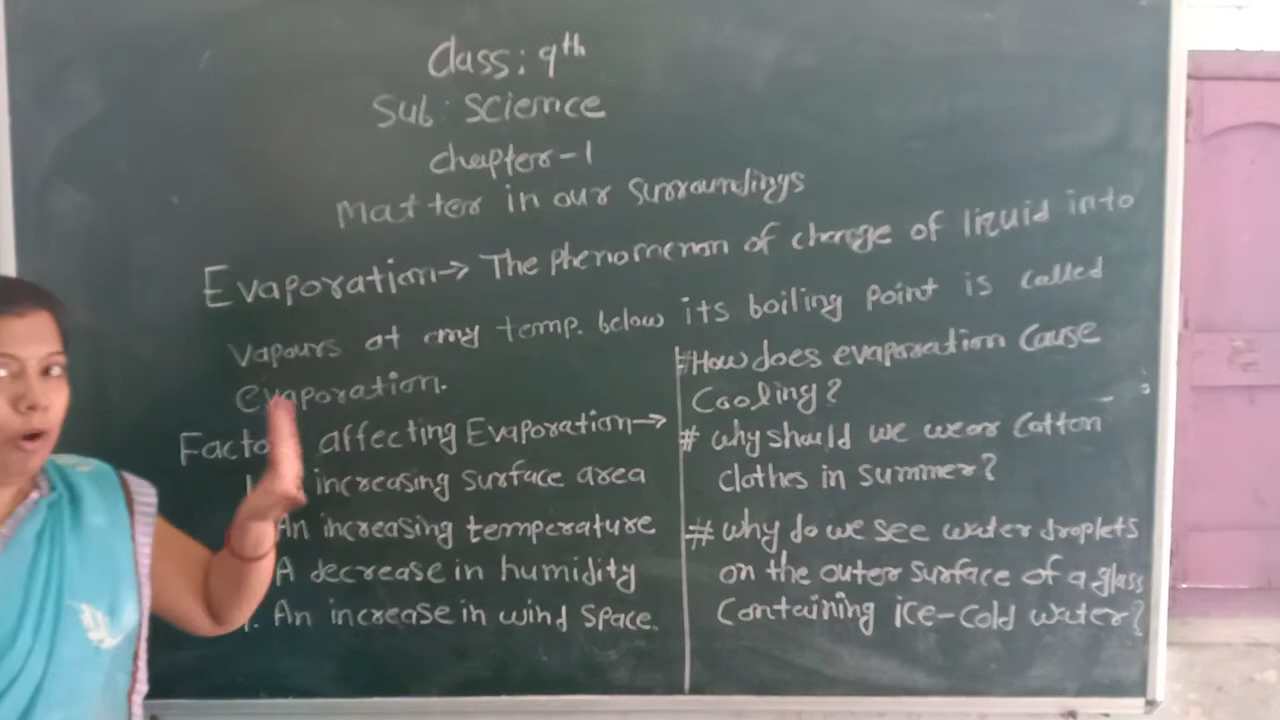 Class: 9th
Sub: Science
Chapter-1
Matter in our Surroundings
Evaporation→ The Phenomenon of change of liquid into
Vapours at any temp. below its boiling Point is called
evaporation.
affecting Evaporation→
increasing surface area
An increasing temperature
A decrease in humidity
An increase in wind space.
#How does evaporation Cause
Cooling?
# why should we wear Cotton
clothes in summer?
# why do we see water droplets
on the outer surface of a glass
Containing ice-cold water?